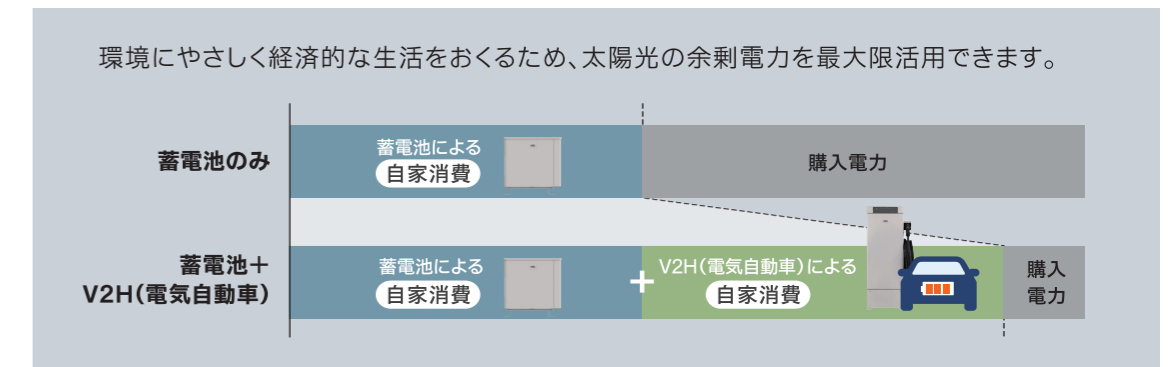 環境にやさしく経済的な生活をおくるため、太陽光の余剰電力を最大限活用できます。
蓄電池のみ
蓄電池による
自家消費
購入電力
蓄電池＋
V2H（電気自動車）
蓄電池による
自家消費
+
V2H（電気自動車）による
自家消費
購入
電力